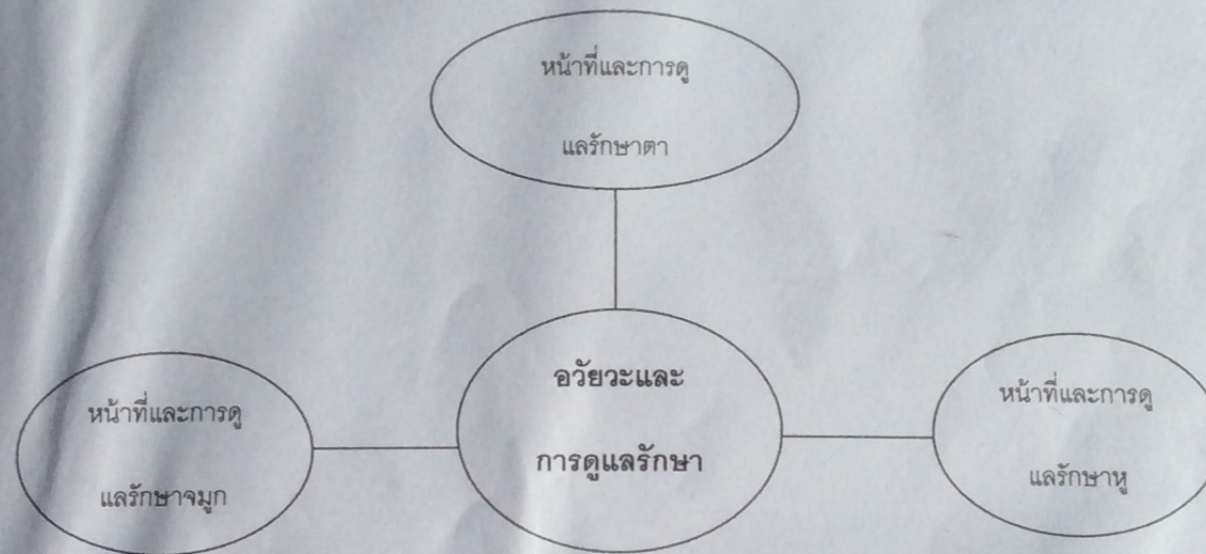 หน้าที่และการดู
แลรักษาตา
อวัยวะและ
การดูแลรักษา
หน้าที่และการดู
แลรักษาจมูก
หน้าที่และการดู
แลรักษาหู